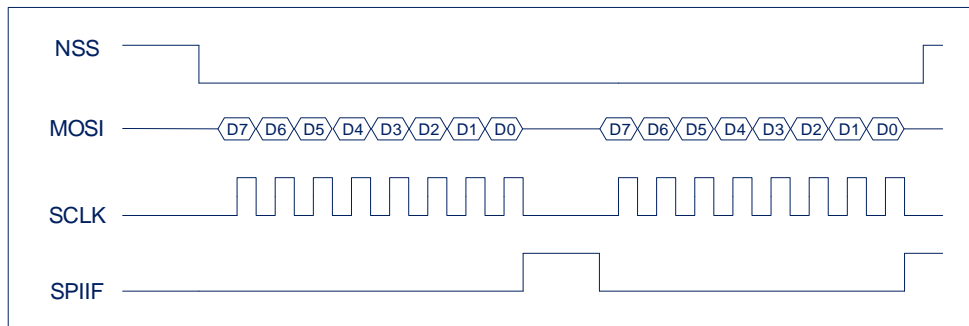 NSS
MOSI D7 D6 D5 D4 D3 D2 D1 D0 D7 D6 D5 D4 D3 D2 D1 D0
SCLK
SPIIF